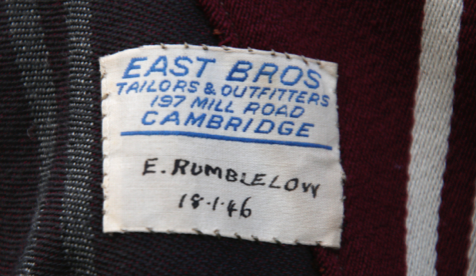 EAST BROS
TAILORS & OUTFITTERS
197 MILL ROAD
CAMBRIDGE
E. RUMBLELOW
18.1.46